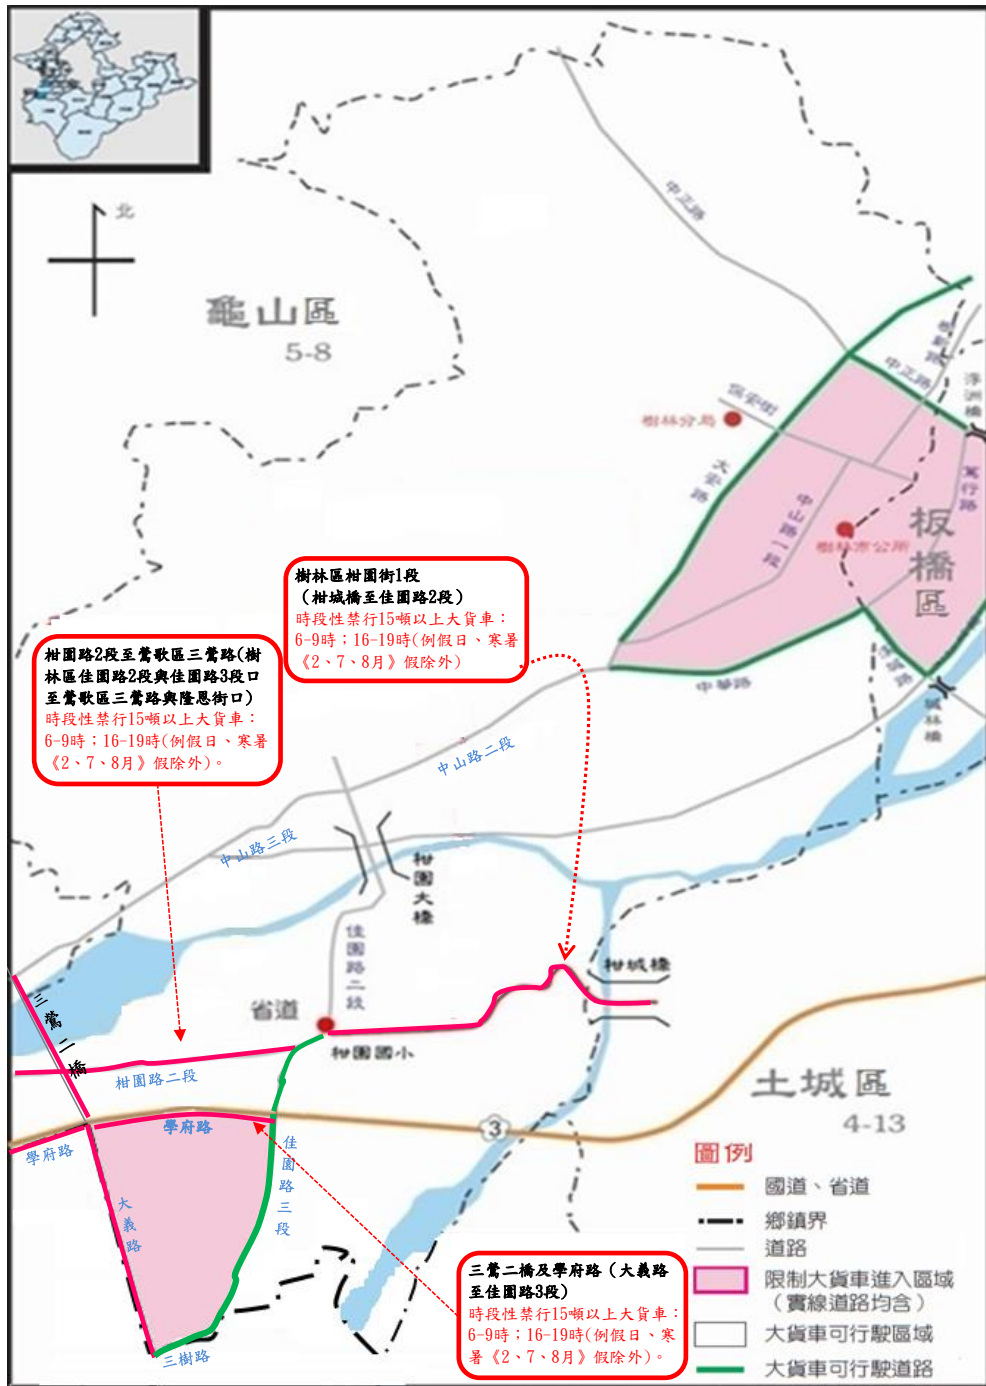 北
龜山區
5-8
中正路
中正路
保安街
樹林分局
大安路
中山路一段
樹林市公所
浮洲橋
篤行路
板橋區
中華路
城林橋
樹林區柑園街1段
(柑城橋至佳園路2段)
時段性禁行15噸以上大貨車:
6-9時;16-19時(例假日、寒暑
《2、7、8月》假除外)
柑園路2段至鶯歌區三鶯路(樹
林區佳園路2段與佳園路3段口
至鶯歌區三鶯路與隆恩街口)
時段性禁行15噸以上大貨車:
6-9時;16-19時(例假日、寒暑
《2、7、8月》假除外)。
中山路二段
中山路三段
柑園大橋
佳園路二段
柑城橋
省道
柑園國小
三鶯二橋
柑園路二段
土城區
4-13
3
學府路
學府路
佳園路三段
大義路
三樹路
三鶯二橋及學府路(大義路
至佳園路3段)
時段性禁行15噸以上大貨車:
6-9時;16-19時(例假日、寒
暑《2、7、8月》假除外)。
圖例
國道、省道
鄉鎮界
道路
限制大貨車進入區域
(實線道路均含)
大貨車可行駛區域
大貨車可行駛道路